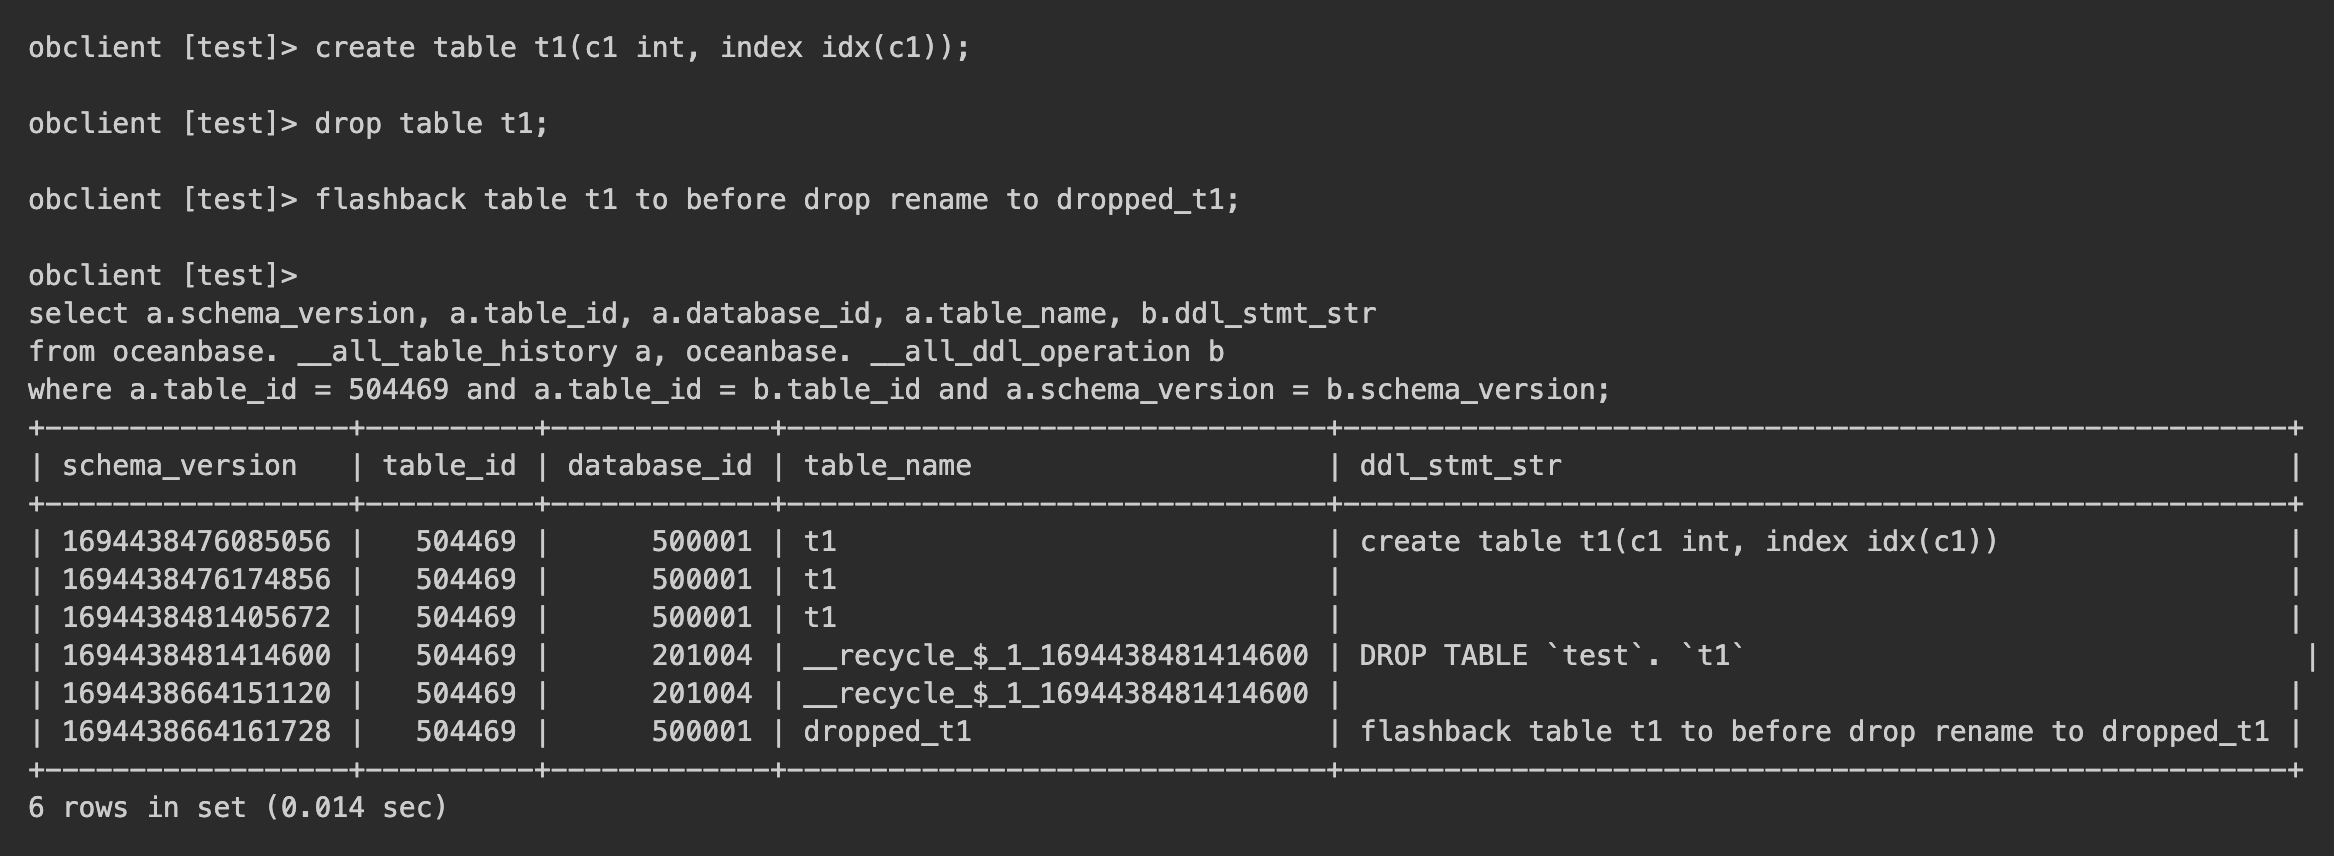 obclient [test]> create table t1(c1 int, index idx(c1));
obclient [test]> drop table t1;
obclient [test]> flashback table t1 to before drop rename to dropped_t1;
obclient [test]>
select a.schema_version, a.table_id, a.database_id, a.table_name, b.ddl_stmt_str
from oceanbase. __all_table_history a, oceanbase. __all_ddl_operation b
where a.table_id = 504469 and a.table_id = b.table_id and a.schema_version = b.schema_version;
+------------------+----------+-------------+--------------------------------+--------------------------------------------------------+
| schema_version   | table_id | database_id | table_name                     | ddl_stmt_str                                           |
+------------------+----------+-------------+--------------------------------+--------------------------------------------------------+
| 1694438476085056 |   504469 |      500001 | t1                             | create table t1(c1 int, index idx(c1))                 |
| 1694438476174856 |   504469 |      500001 | t1                             |                                                        |
| 1694438481405672 |   504469 |      500001 | t1                             |                                                        |
| 1694438481414600 |   504469 |      201004 | __recycle_$_1_1694438481414600 | DROP TABLE `test`. `t1`                                 |
| 1694438664151120 |   504469 |      201004 | __recycle_$_1_1694438481414600 |                                                        |
| 1694438664161728 |   504469 |      500001 | dropped_t1                     | flashback table t1 to before drop rename to dropped_t1 |
+------------------+----------+-------------+--------------------------------+--------------------------------------------------------+
6 rows in set (0.014 sec)